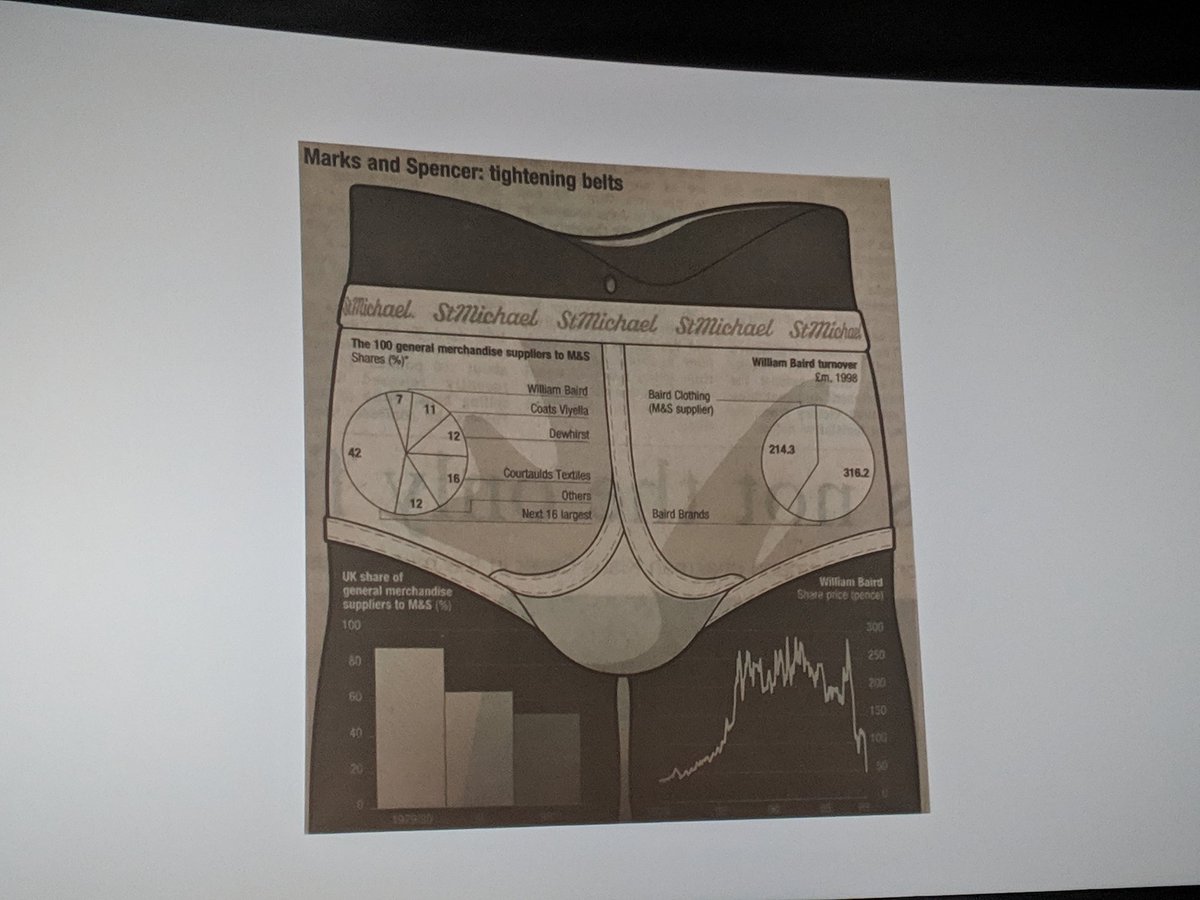 Marks and Spencer: tightening belts
StMichael StMichael StMichael StMichael StMichael
The 100 general merchandise suppliers to M&S
Shares (%)*
William Baird
Coats Viyella
Dewhirst
Courtaulds Textiles
Others
Next 16 largest
7
11
12
16
12
42
William Baird turnover
£m, 1998
Baird Clothing
(M&S supplier)
214.3
316.2
Baird Brands
UK share of
general merchandise
suppliers to M&S (%)
100
80
60
40
20
0
1979/80
William Baird
Share price (pence)
300
250
200
150
100
50
0